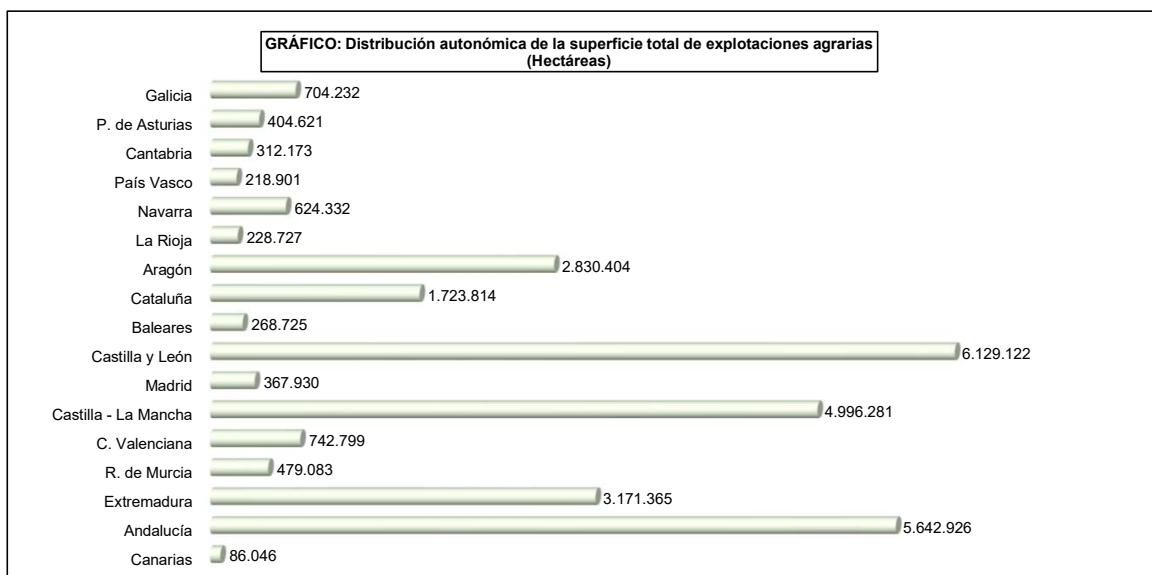 GRÁFICO: Distribución autonómica de la superficie total de explotaciones agrarias
(Hectáreas)
Galicia 704.232
P. de Asturias 404.621
Cantabria 312.173
País Vasco 218.901
Navarra 624.332
La Rioja 228.727
Aragón 2.830.404
Cataluña 1.723.814
Baleares 268.725
Castilla y León 6.129.122
Madrid 367.930
Castilla - La Mancha 4.996.281
C. Valenciana 742.799
R. de Murcia 479.083
Extremadura 3.171.365
Andalucía 5.642.926
Canarias 86.046